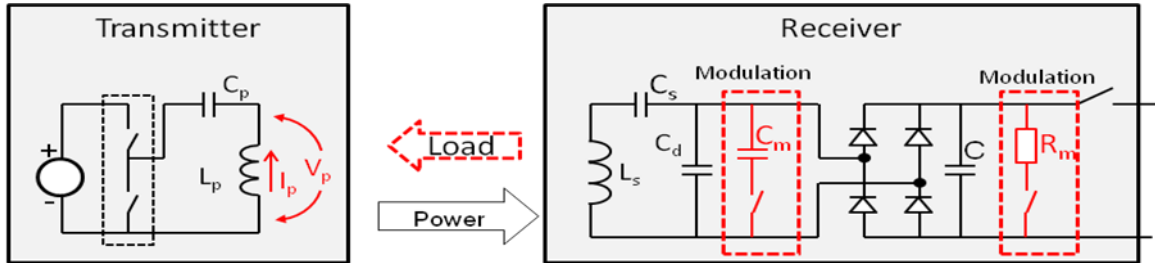 Transmitter
Cp
+
-
Lp
Ip
Vp
Load
Power
Receiver
Modulation
Modulation
Cs
Cd
Cm
Ls
C
Rm